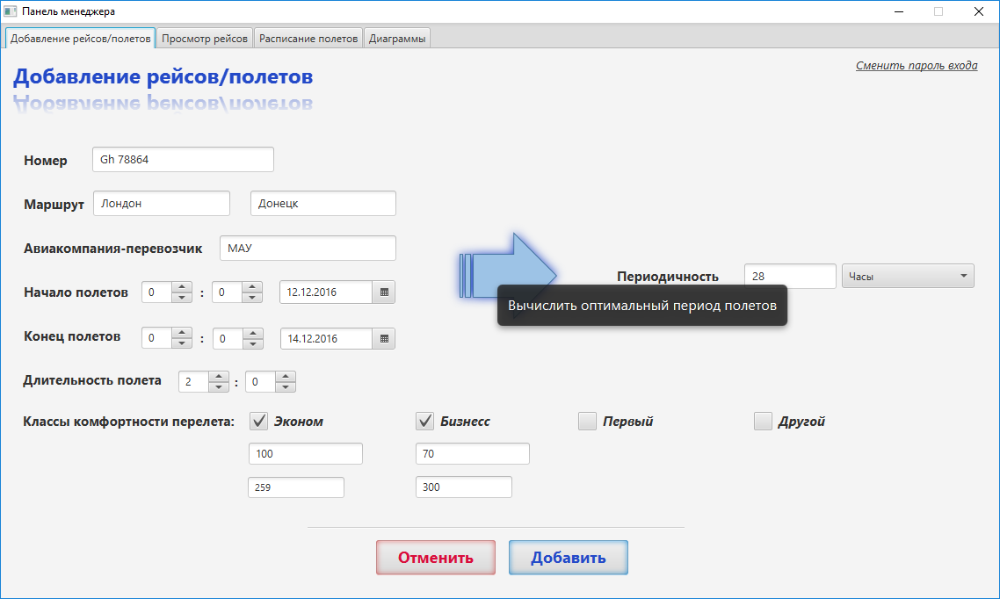 Панель менеджера
Добавление рейсов/полетов Просмотр рейсов Расписание полетов Диаграммы
Сменить пароль входа
Добавление рейсов/полетов
Номер Gh 78864
Маршрут Лондон Донецк
Авиакомпания-перевозчик МАУ
Периодичность 28 Часы
Начало полетов 0 : 0 12.12.2016
Вычислить оптимальный период полетов
Конец полетов 0 : 0 14.12.2016
Длительность полета 2 : 0
Классы комфортности перелета: Эконом Бизнесс Первый Другой
100 70
259 300
Отменить Добавить